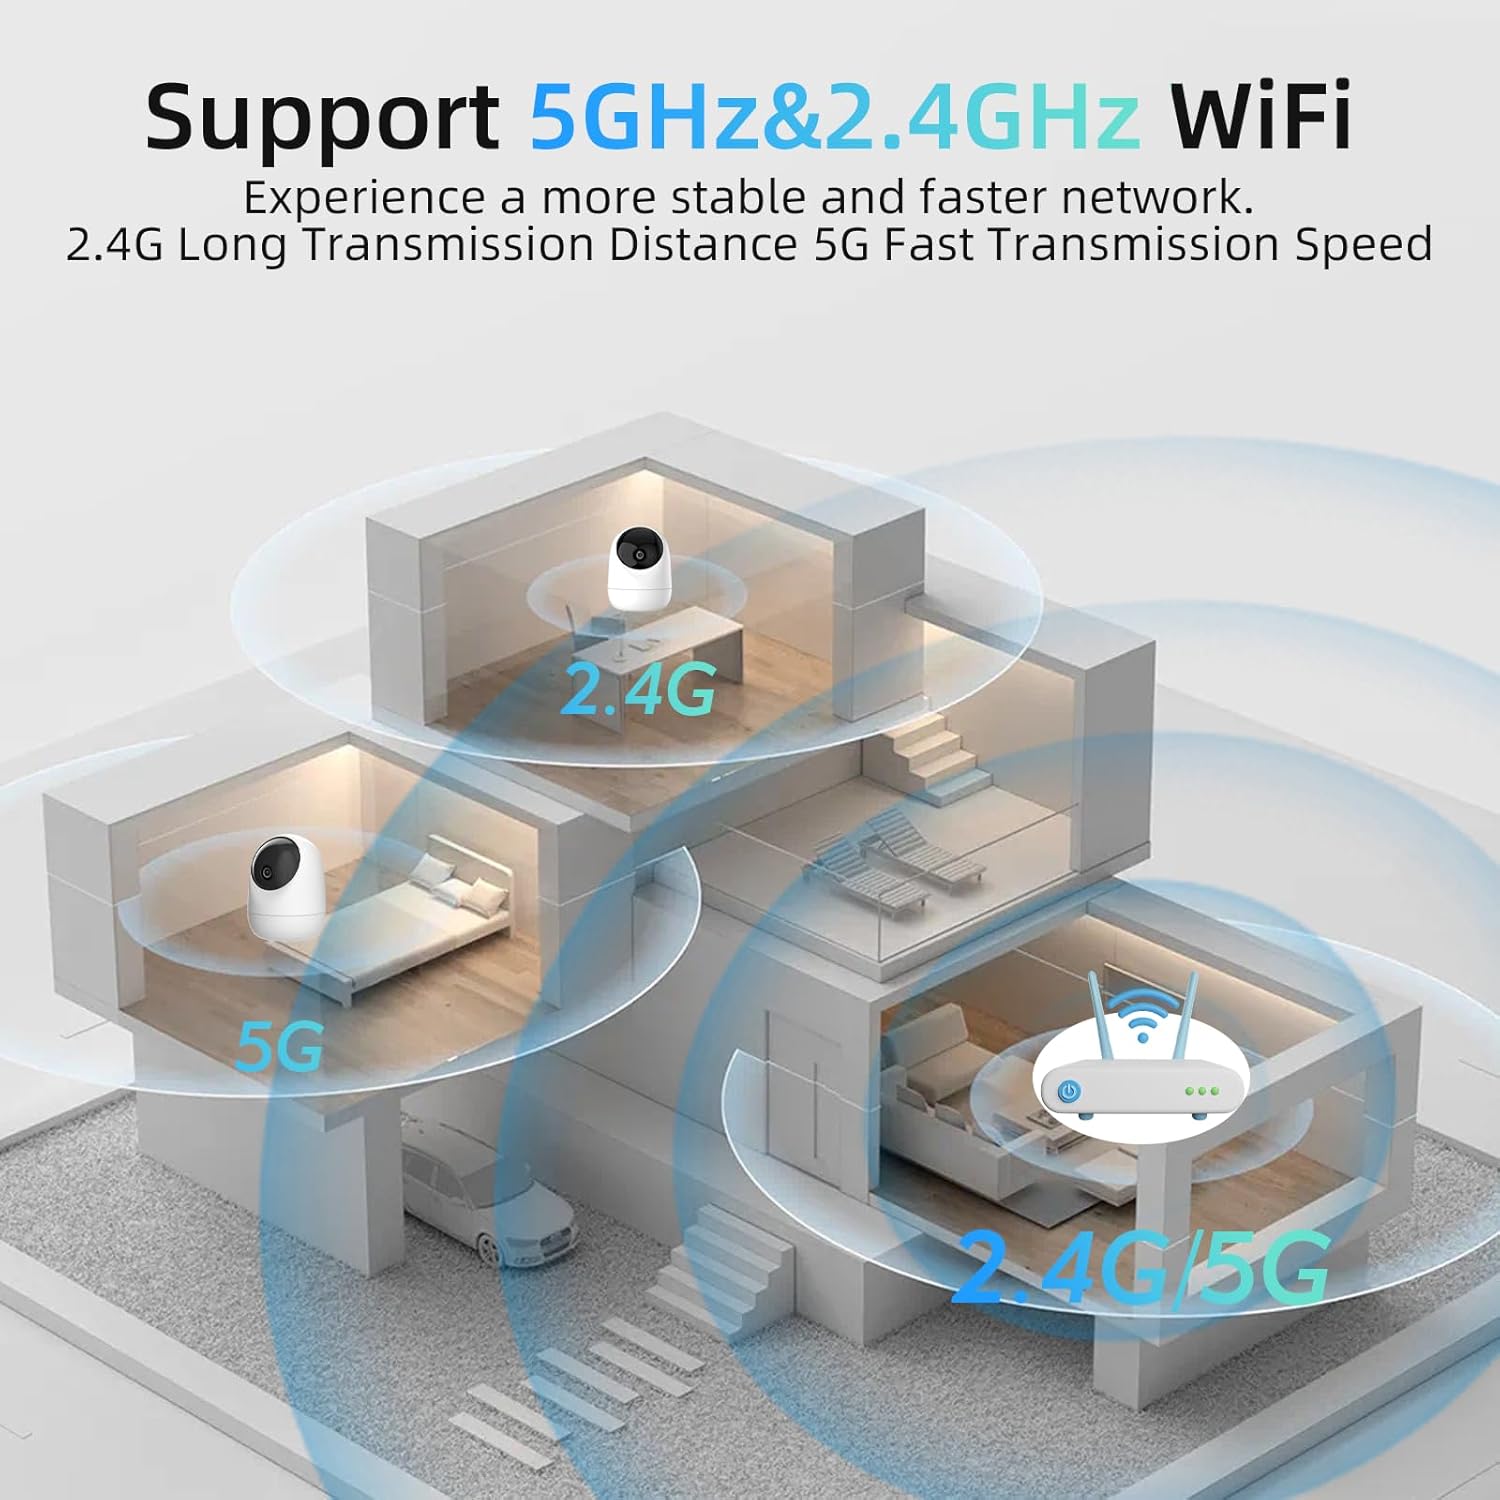 Support 5GHz&2.4GHz WiFi
Experience a more stable and faster network.
2.4G Long Transmission Distance 5G Fast Transmission Speed
2.4G
5G
2.4G/5G